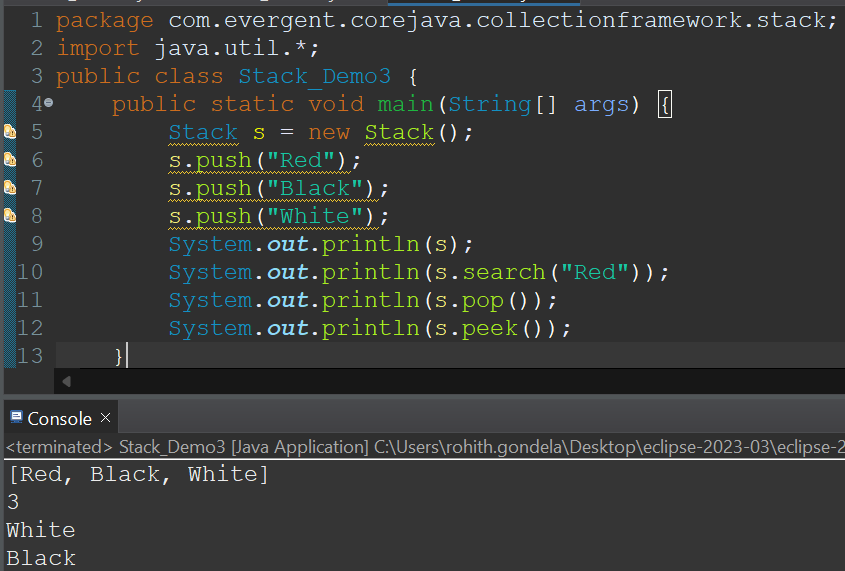 1 package com.evergent.corejava.collectionframework.stack;
2 import java.util.*;
3 public class Stack_Demo3 {
4 public static void main(String[] args) {
5 Stack s = new Stack();
6 s.push("Red");
7 s.push("Black");
8 s.push("White");
9 System.out.println(s);
10 System.out.println(s.search("Red"));
11 System.out.println(s.pop());
12 System.out.println(s.peek());
13 }
Console ×
<terminated> Stack_Demo3 [Java Application] C:\Users\rohith.gondela\Desktop\eclipse-2023-03\eclipse-2
[Red, Black, White]
3
White
Black